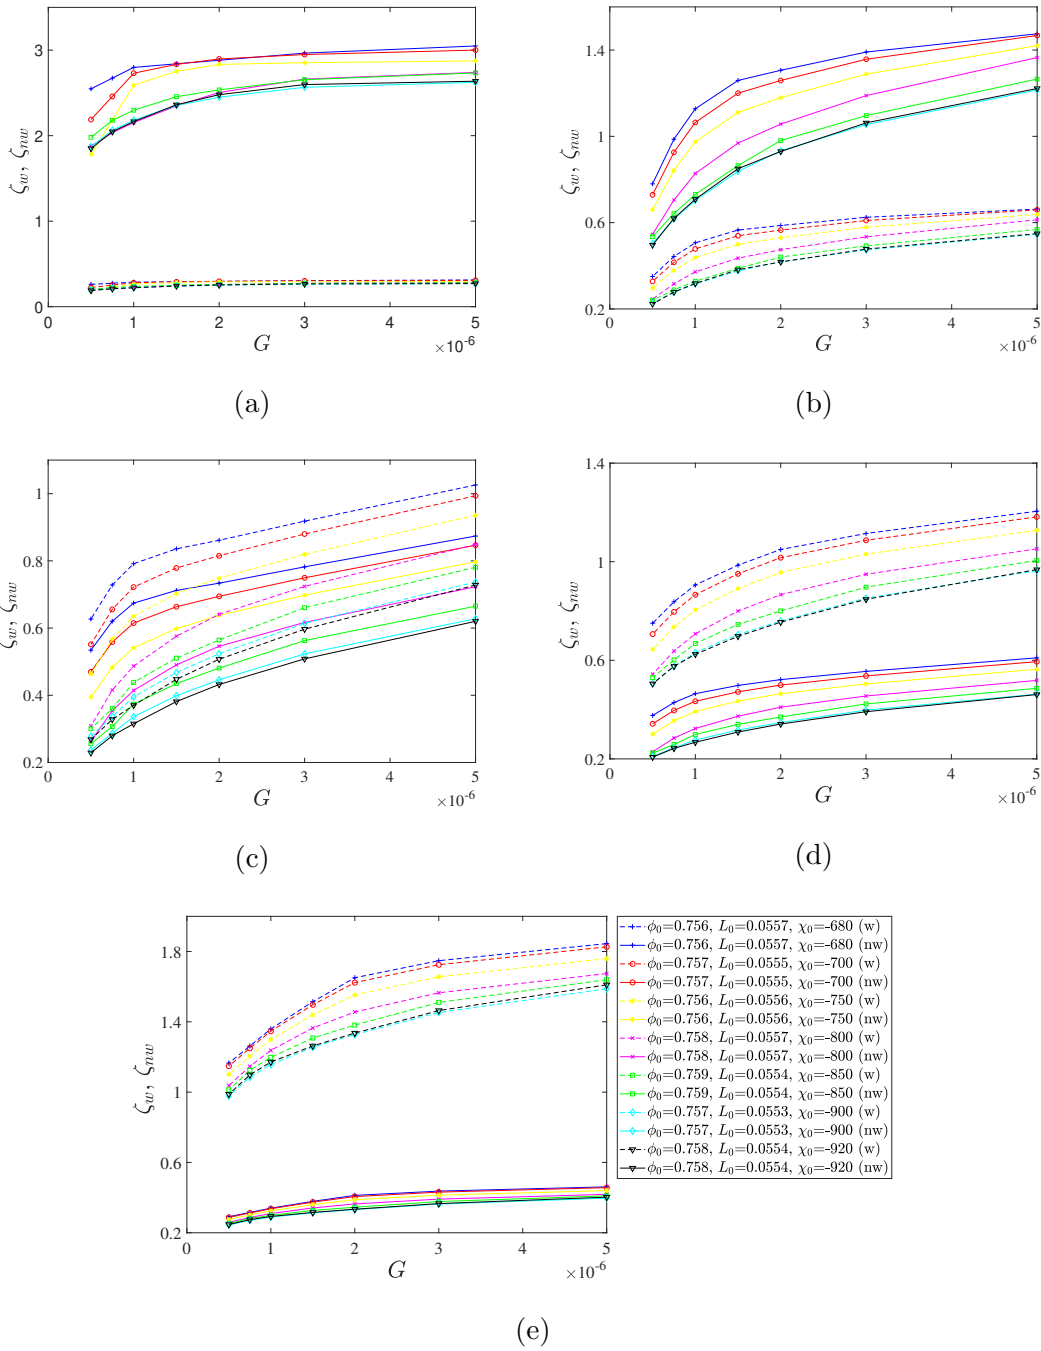 3
2
1
0
ζw, ζnw
0 1 2 3 4 5
G ×10-6
(a)
1.4
1
0.6
0.2
ζw, ζnw
0 1 2 3 4 5
G ×10-6
(b)
1
0.8
0.6
0.4
0.2
ζw, ζnw
0 1 2 3 4 5
G ×10-6
(c)
1.4
1
0.6
0.2
ζw, ζnw
0 1 2 3 4 5
G ×10-6
(d)
1.8
1.4
1
0.6
0.2
ζw, ζnw
0 1 2 3 4 5
G ×10-6
ϕ0=0.756, L0=0.0557, χ0=-680 (w)
ϕ0=0.756, L0=0.0557, χ0=-680 (nw)
ϕ0=0.757, L0=0.0555, χ0=-700 (w)
ϕ0=0.757, L0=0.0555, χ0=-700 (nw)
ϕ0=0.756, L0=0.0556, χ0=-750 (w)
ϕ0=0.756, L0=0.0556, χ0=-750 (nw)
ϕ0=0.758, L0=0.0557, χ0=-800 (w)
ϕ0=0.758, L0=0.0557, χ0=-800 (nw)
ϕ0=0.759, L0=0.0554, χ0=-850 (w)
ϕ0=0.759, L0=0.0554, χ0=-850 (nw)
ϕ0=0.757, L0=0.0553, χ0=-900 (w)
ϕ0=0.757, L0=0.0553, χ0=-900 (nw)
ϕ0=0.758, L0=0.0554, χ0=-920 (w)
ϕ0=0.758, L0=0.0554, χ0=-920 (nw)
(e)